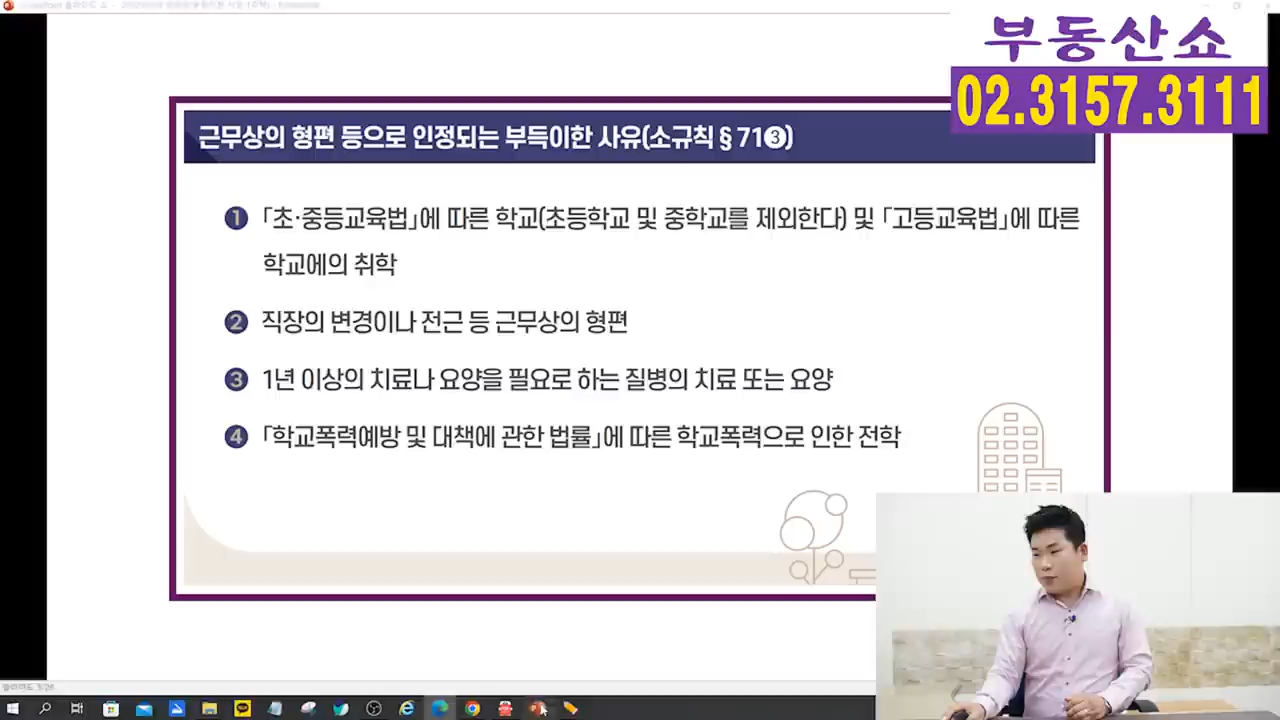 부동산쇼
02.3157.3111
근무상의 형편 등으로 인정되는 부득이한 사유(소규칙 § 71❸)
❶ 「초·중등교육법」에 따른 학교(초등학교 및 중학교를 제외한다) 및 「고등교육법」에 따른
학교에의 취학
❷ 직장의 변경이나 전근 등 근무상의 형편
❸ 1년 이상의 치료나 요양을 필요로 하는 질병의 치료 또는 요양
❹ 「학교폭력예방 및 대책에 관한 법률」에 따른 학교폭력으로 인한 전학